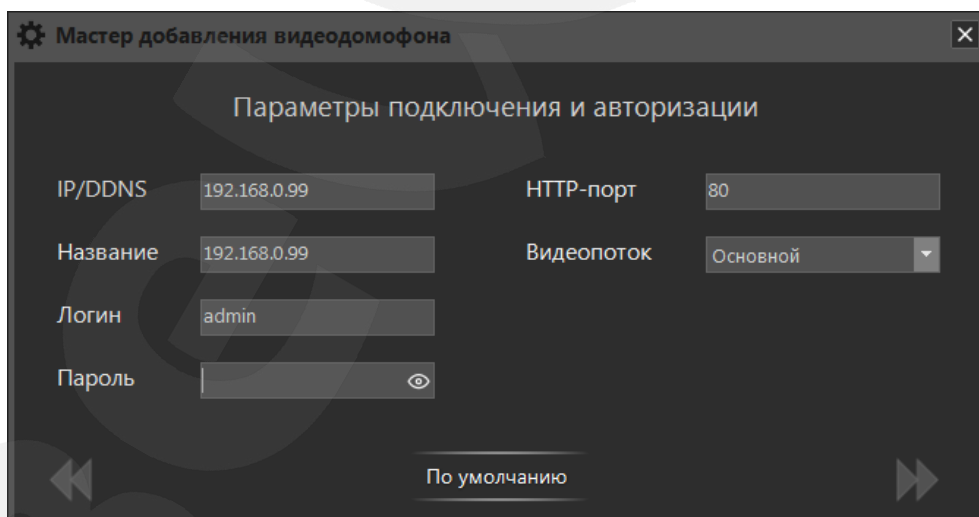 Мастер добавления видеодомофона
Параметры подключения и авторизации
IP/DDNS 192.168.0.99 HTTP-порт 80
Название 192.168.0.99 Видеопоток Основной
Логин admin
Пароль
По умолчанию